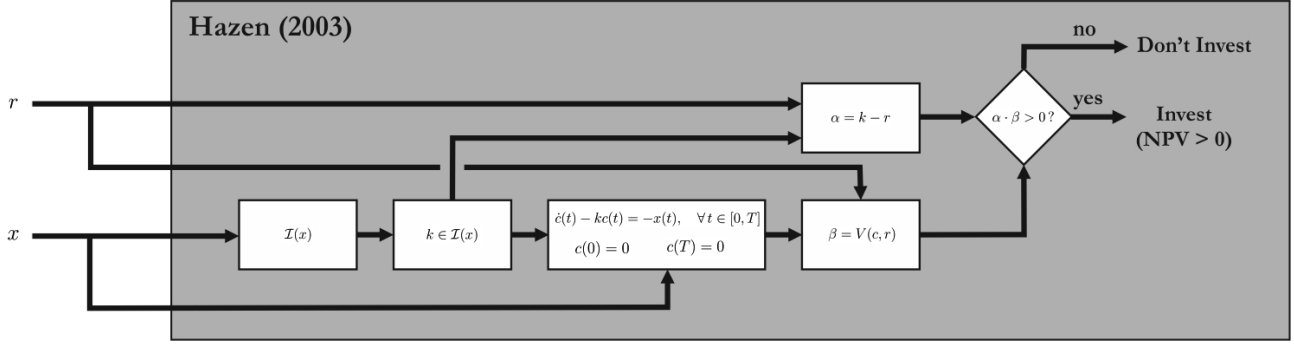 Hazen (2003)
no
Don't Invest
r
α = k − r
α · β > 0 ?
yes
Invest
(NPV > 0)
x
𝓘(x)
k ∈ 𝓘(x)
ċ(t) − kc(t) = −x(t), ∀ t ∈ [0, T]
c(0) = 0 c(T) = 0
β = V(c, r)